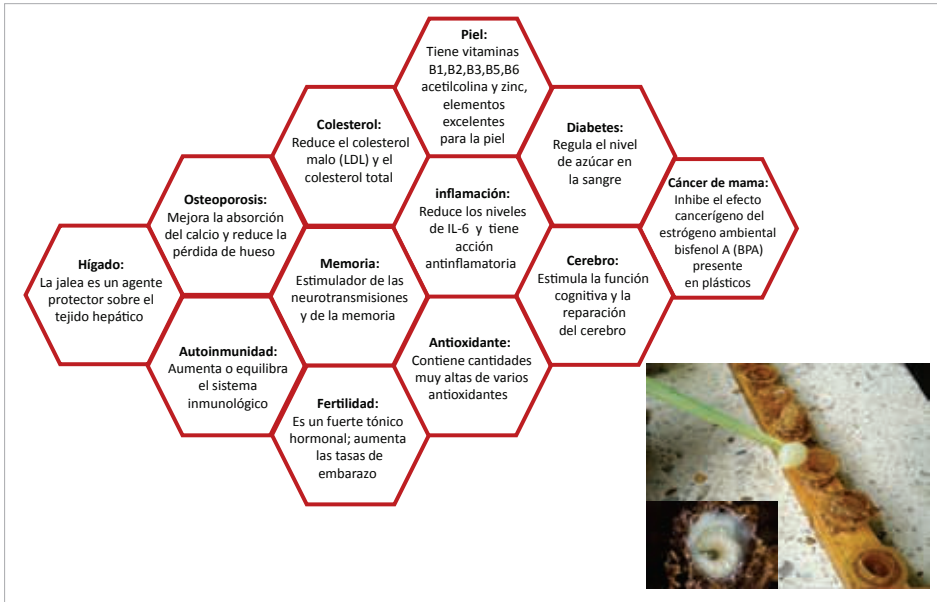 Piel:
Tiene vitaminas
B1,B2,B3,B5,B6
acetilcolina y zinc,
elementos
excelentes
para la piel
Colesterol:
Reduce el colesterol
malo (LDL) y el
colesterol total
Diabetes:
Regula el nivel
de azúcar en
la sangre
Osteoporosis:
Mejora la absorción
del calcio y reduce la
pérdida de hueso
inflamación:
Reduce los niveles
de IL-6 y tiene
acción
antinflamatoria
Cáncer de mama:
Inhibe el efecto
cancerígeno del
estrógeno ambiental
bisfenol A (BPA)
presente
en plásticos
Hígado:
La jalea es un agente
protector sobre el
tejido hepático
Memoria:
Estimulador de las
neurotransmisiones
y de la memoria
Cerebro:
Estimula la función
cognitiva y la
reparación
del cerebro
Autoinmunidad:
Aumenta o equilibra
el sistema
inmunológico
Antioxidante:
Contiene cantidades
muy altas de varios
antioxidantes
Fertilidad:
Es un fuerte tónico
hormonal; aumenta
las tasas de
embarazo